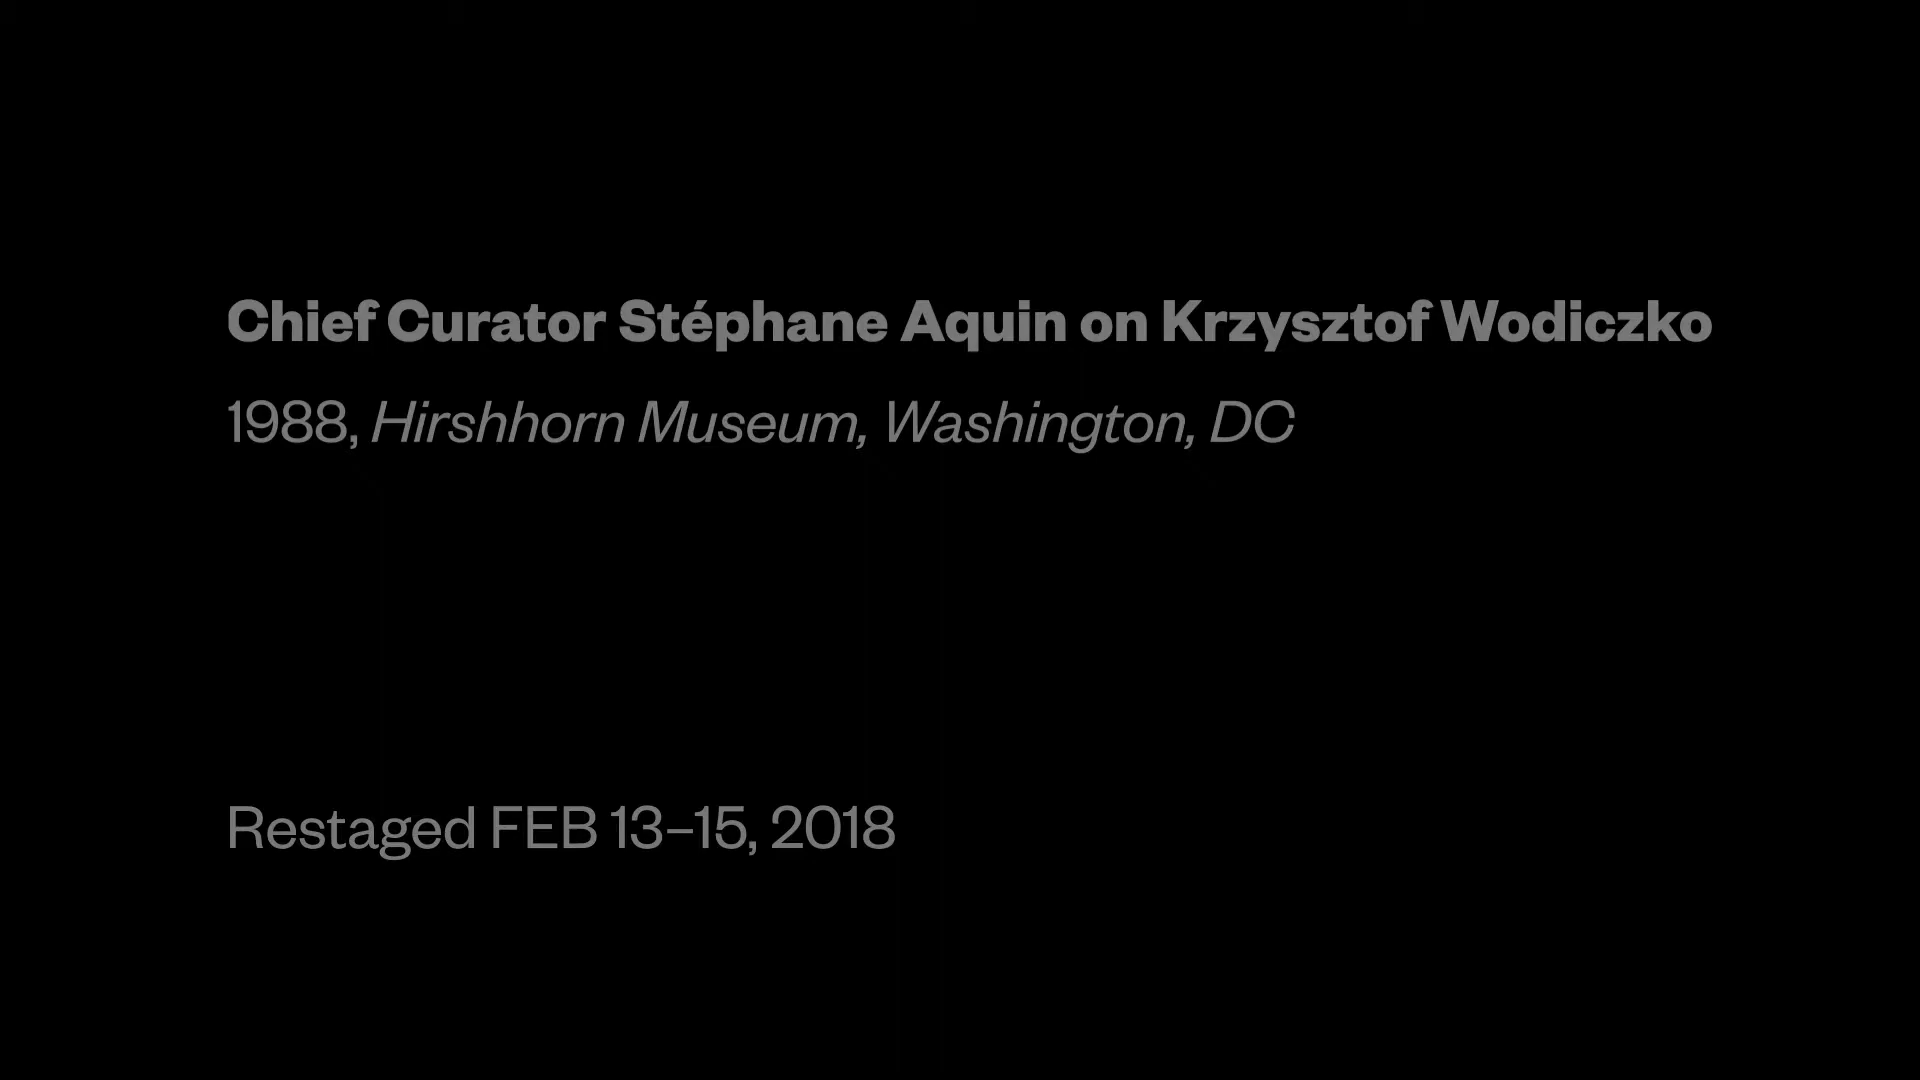 Chief Curator Stéphane Aquin on Krzysztof Wodiczko
1988, Hirshhorn Museum, Washington, DC
Restaged FEB 13–15, 2018